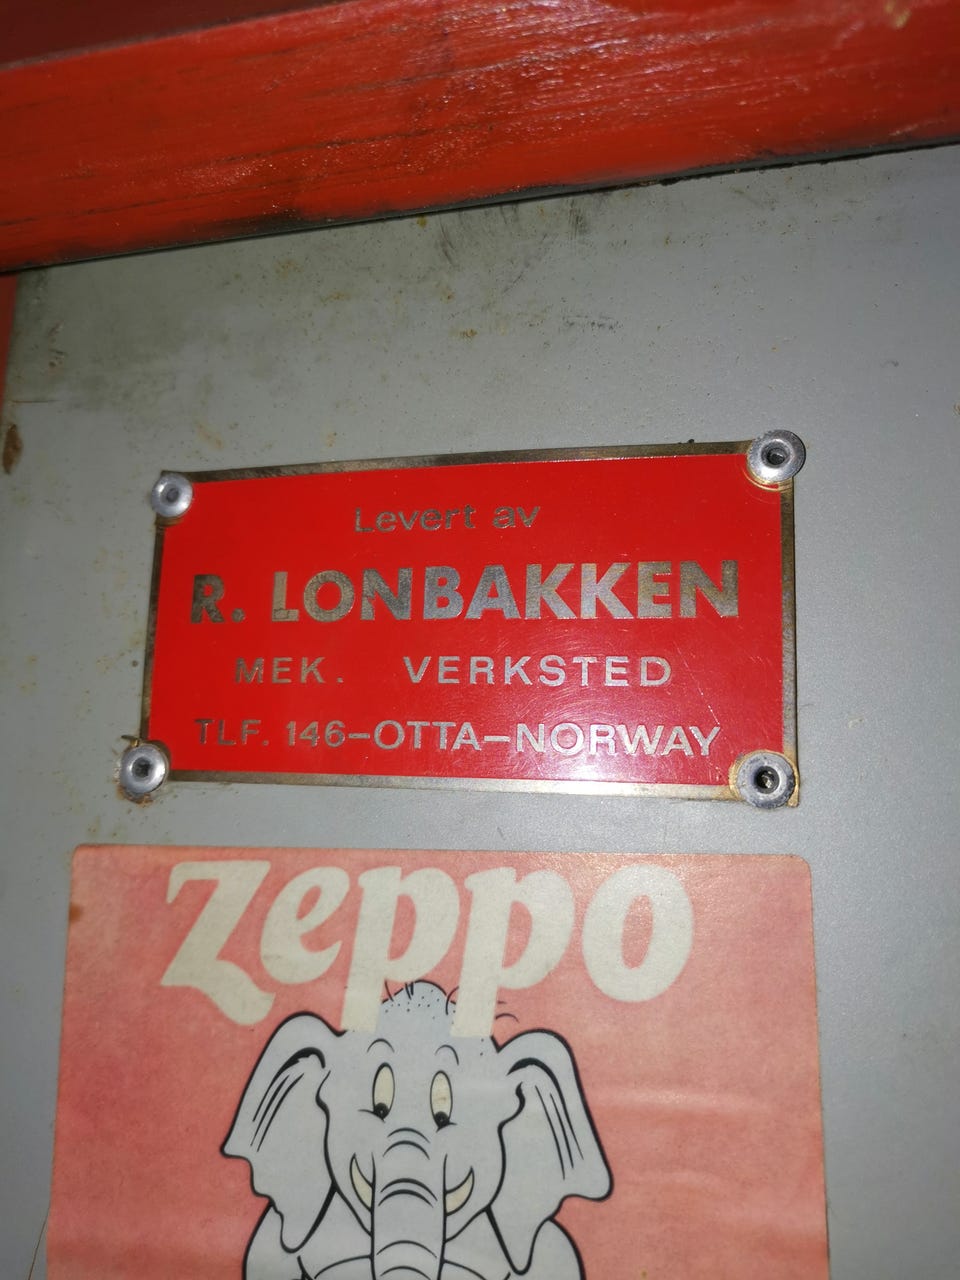 Levert av
R. LONBAKKEN
MEK. VERKSTED
TLF. 146-OTTA-NORWAY
Zeppo